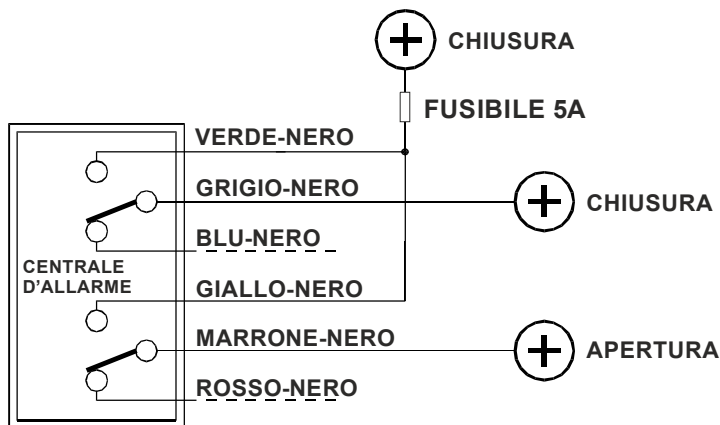 CHIUSURA
FUSIBILE 5A
VERDE-NERO
GRIGIO-NERO
CHIUSURA
BLU-NERO
CENTRALE
D'ALLARME
GIALLO-NERO
MARRONE-NERO
APERTURA
ROSSO-NERO